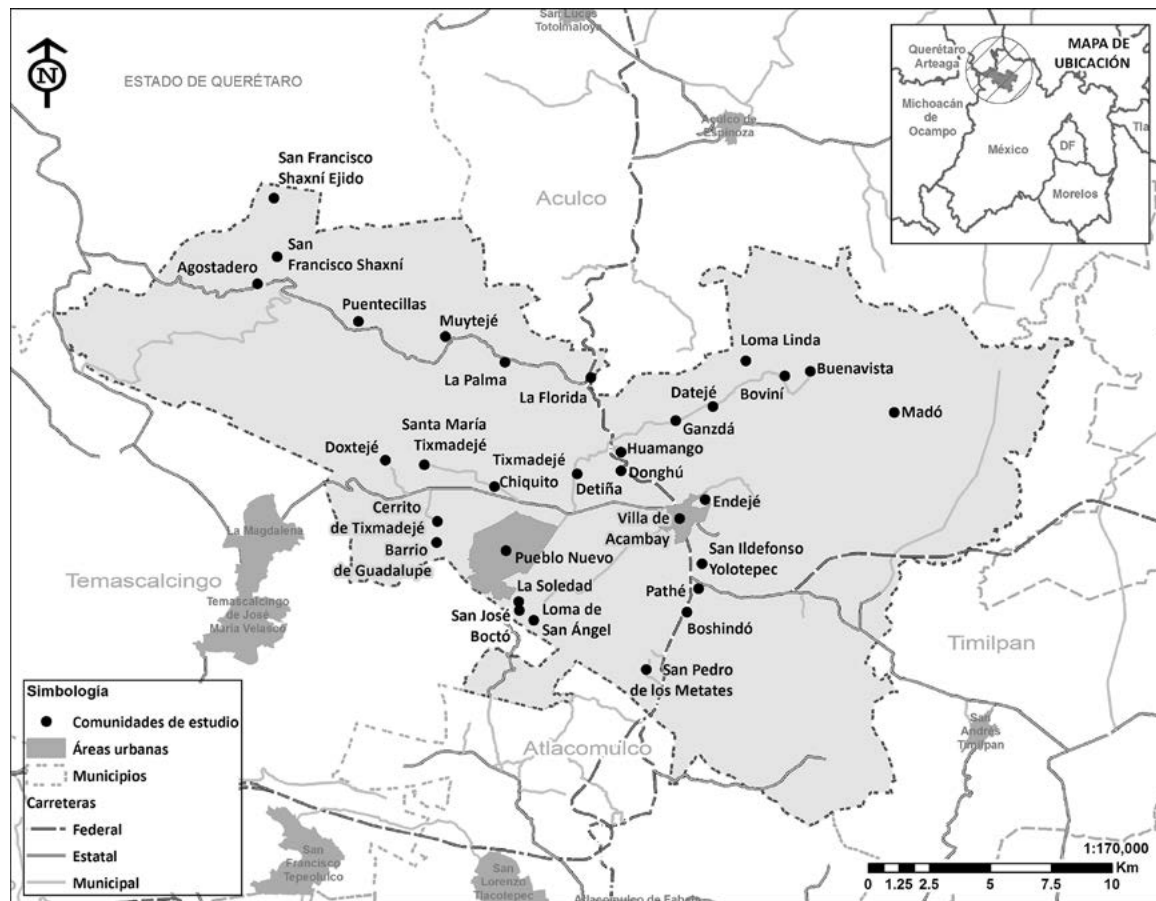 San Lucas
Totolmaloya
Querétaro
Arteaga
MAPA DE
UBICACIÓN
Michoacán
de
Ocampo
México
DF
Tla
Morelos
N
ESTADO DE QUERÉTARO
Aculco de
Espinoza
San Francisco
Shaxní Ejido
Aculco
San
Francisco Shaxní
Agostadero
Puentecillas
Muytejé
Loma Linda
La Palma
La Florida
Buenavista
Boviní
Datejé
Ganzdá
Madó
Santa María
Tixmadejé
Doxtejé
Tixmadejé
Chiquito
Huamango
Donghú
Detiña
Endejé
Cerrito
de Tixmadejé
Villa de
Acambay
La Magdalena
Barrio
de Guadalupe
Pueblo Nuevo
San Ildefonso
Yolotepec
Temascalcingo
La Soledad
Pathé
Temascalcingo
de José
María Velasco
San José
Boctó
Loma de
San Ángel
Boshindó
Timilpan
San Pedro
de los Metates
San
Andrés
Timilpan
Atlacomulco
Simbología
Comunidades de estudio
Áreas urbanas
Municipios
Carreteras
Federal
Estatal
Municipal
San
Francisco
Tepeolulco
San
Lorenzo
Tlacotepec
Atlacomulco de Fabela
1:170,000
Km
0 1.25 2.5 5 7.5 10